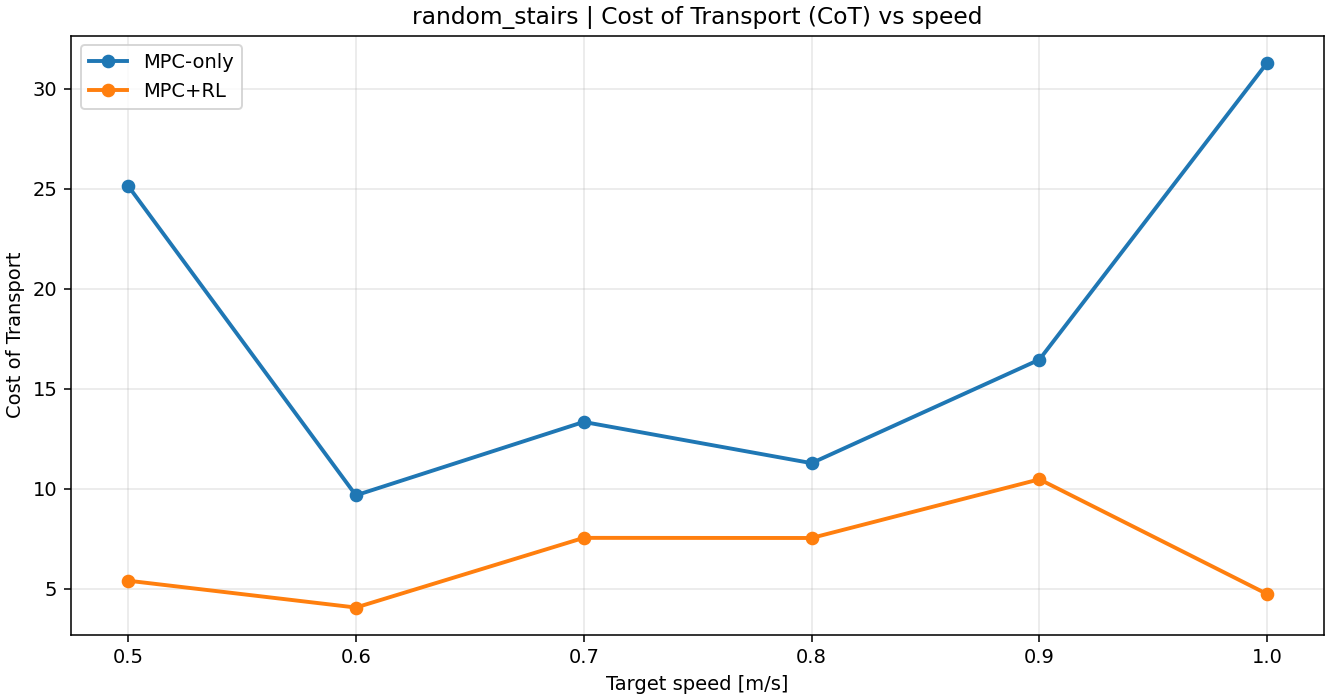 random_stairs | Cost of Transport (CoT) vs speed
MPC-only
MPC+RL
Cost of Transport
30
25
20
15
10
5
0.5 0.6 0.7 0.8 0.9 1.0
Target speed [m/s]